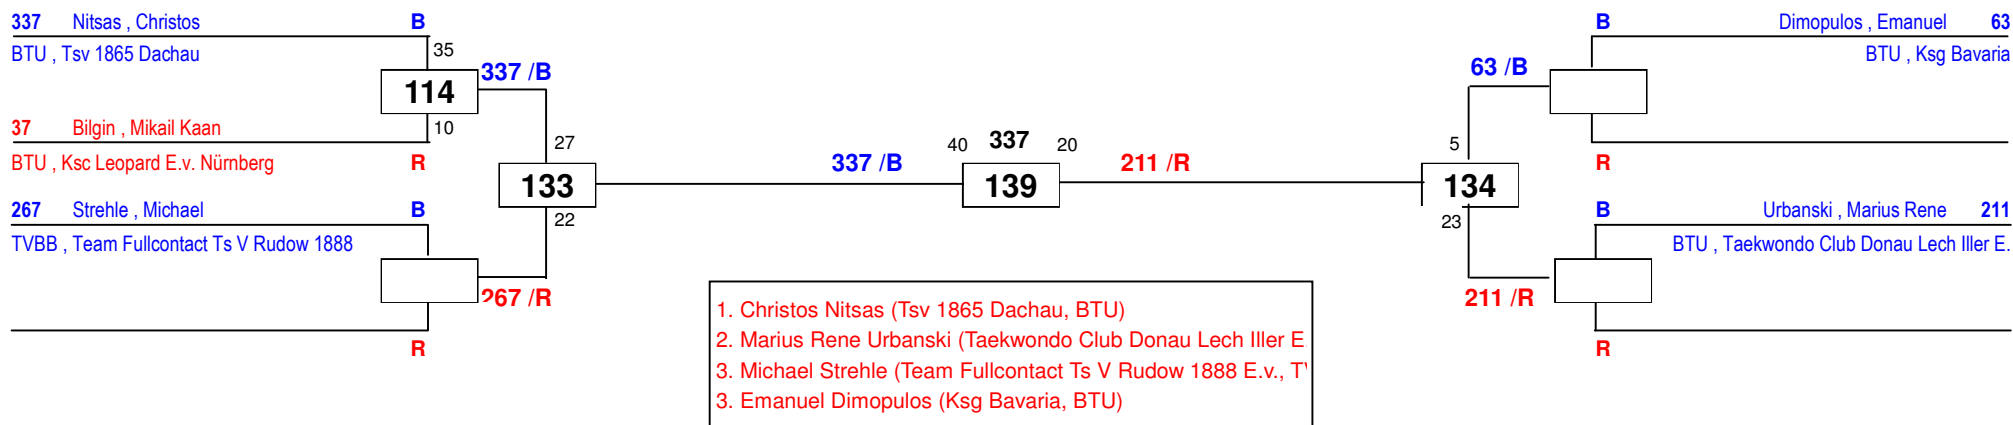 337 Nitsas , Christos B
BTU , Tsv 1865 Dachau
35
114
337 /B
10
37 Bilgin , Mikail Kaan
BTU , Ksc Leopard E.v. Nürnberg R
27
133
22
267 Strehle , Michael B
TVBB , Team Fullcontact Ts V Rudow 1888
267 /R
R
337 /B
40 337 20
139
211 /R
B Dimopulos , Emanuel 63
BTU , Ksg Bavaria
63 /B
R
5
134
23
B Urbanski , Marius Rene 211
BTU , Taekwondo Club Donau Lech Iller E.
211 /R
R
1. Christos Nitsas (Tsv 1865 Dachau, BTU)
2. Marius Rene Urbanski (Taekwondo Club Donau Lech Iller E.
3. Michael Strehle (Team Fullcontact Ts V Rudow 1888 E.v., TV
3. Emanuel Dimopulos (Ksg Bavaria, BTU)